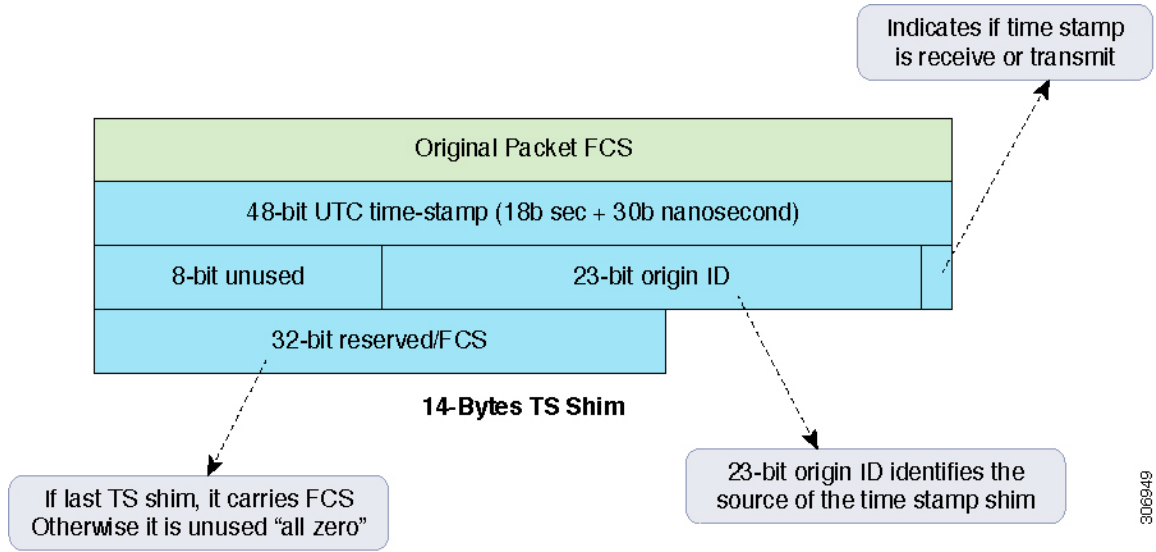 Indicates if time stamp
is receive or transmit
Original Packet FCS
48-bit UTC time-stamp (18b sec + 30b nanosecond)
8-bit unused
23-bit origin ID
32-bit reserved/FCS
14-Bytes TS Shim
If last TS shim, it carries FCS
Otherwise it is unused “all zero”
23-bit origin ID identifies the
source of the time stamp shim
306949